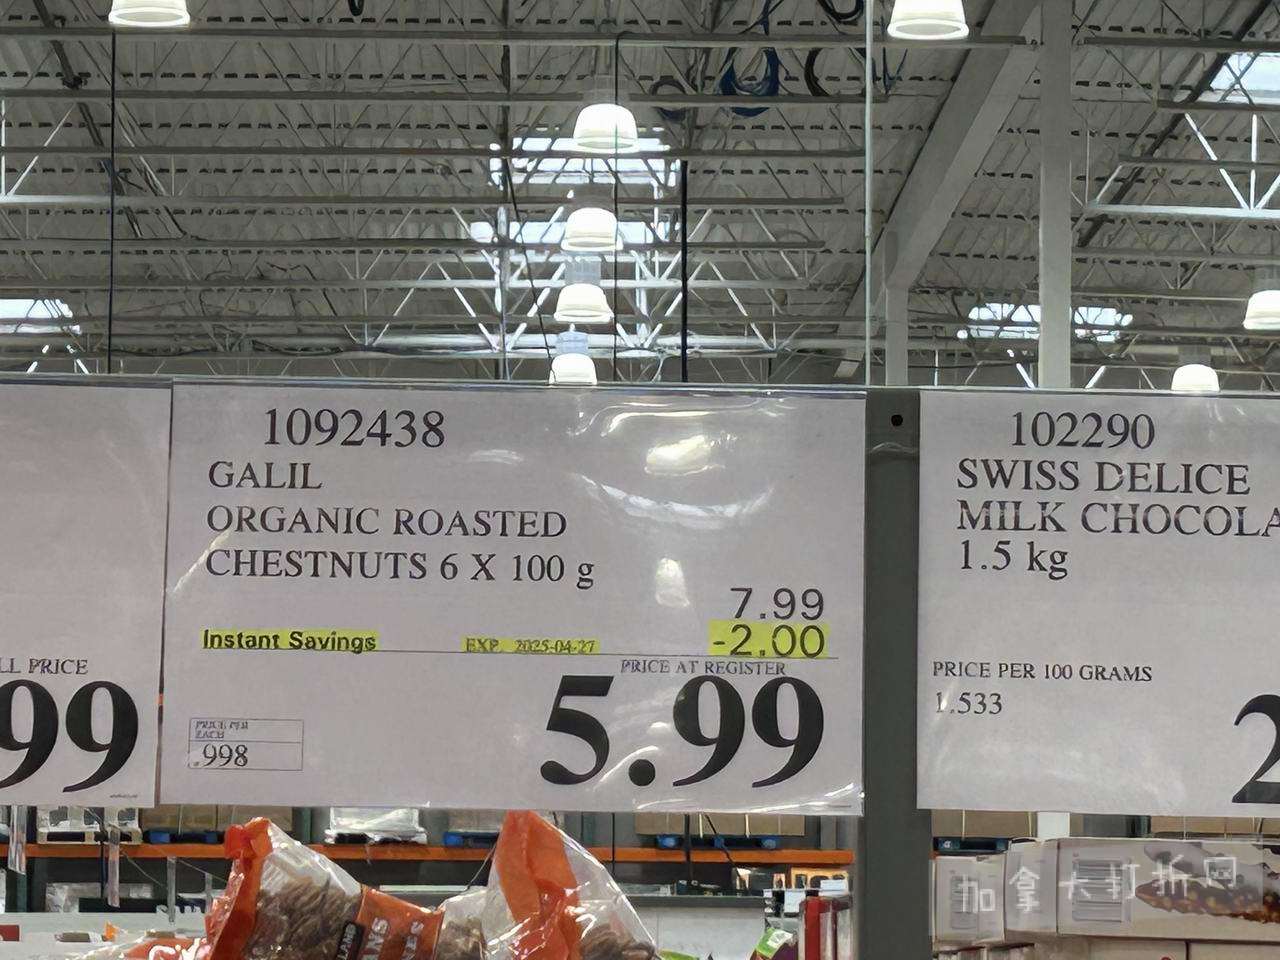 LL PRICE
99
1092438
GALIL
ORGANIC ROASTED
CHESTNUTS 6 X 100 g
7.99
Instant Savings EXP. 2025-04-27 -2.00
PRICE AT REGISTER
5.99
PRICE PER
EACH
.998
102290
SWISS DELICE
MILK CHOCOLA
1.5 kg
PRICE PER 100 GRAMS
1.533
2
加拿大打折网